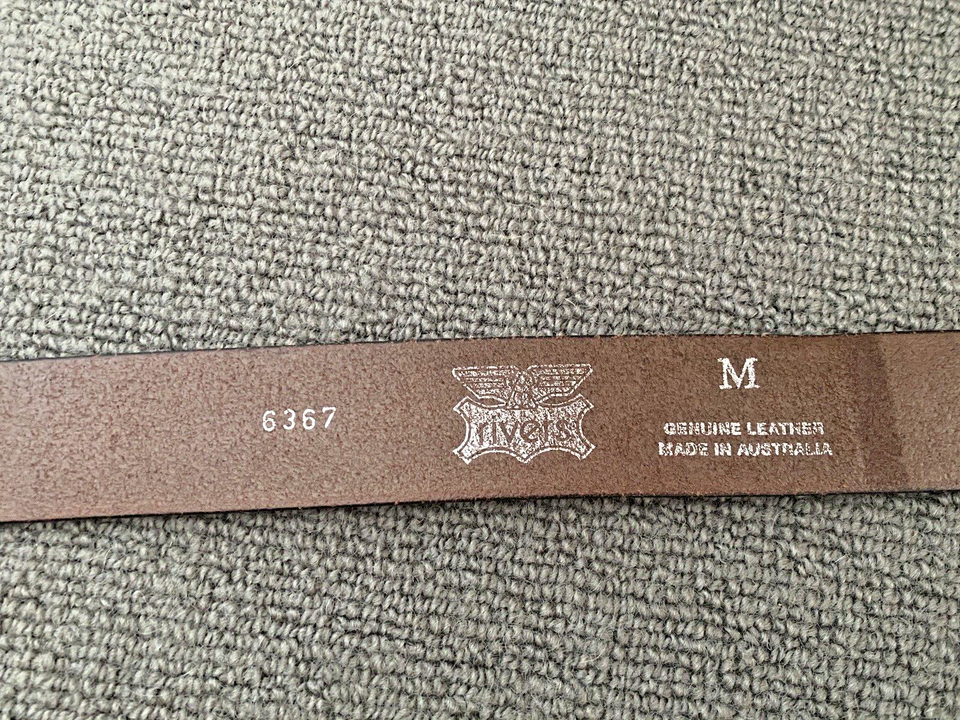 6367
rivers
M
GENUINE LEATHER
MADE IN AUSTRALIA